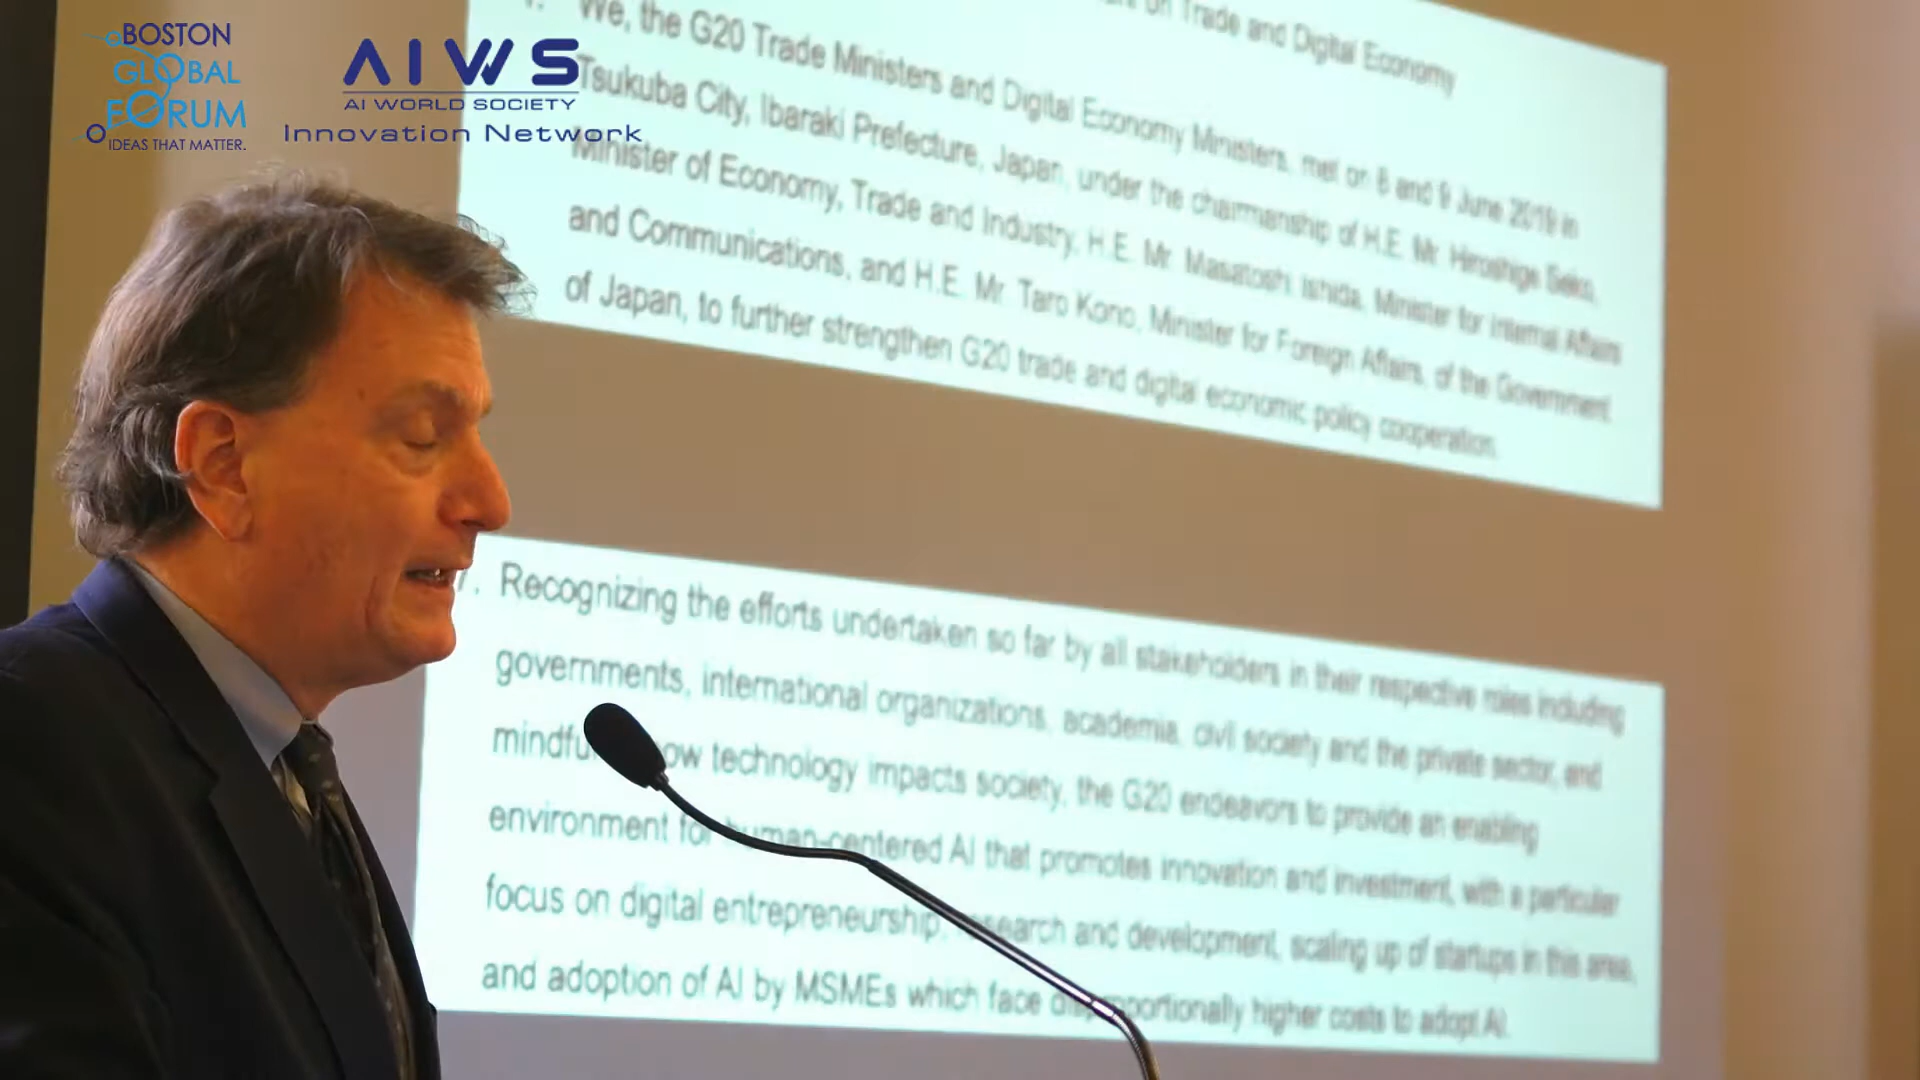 BOSTON
GLOBAL
FORUM
IDEAS THAT MATTER.
AIWS
AI WORLD SOCIETY
Innovation Network
on Trade and Digital Economy
We, the G20 Trade Ministers and Digital Economy Ministers, met on 8 and 9 June 2019 in
Tsukuba City, Ibaraki Prefecture, Japan, under the chairmanship of H.E. Mr. Hiroshige Seko,
Minister of Economy, Trade and Industry, H.E. Mr. Masatoshi Ishida, Minister for Internal Affairs
and Communications, and H.E. Mr. Taro Kono, Minister for Foreign Affairs, of the Government
of Japan, to further strengthen G20 trade and digital economic policy cooperation.
7. Recognizing the efforts undertaken so far by all stakeholders in their respective roles including
governments, international organizations, academia, civil society and the private sector, and
mindfu ow technology impacts society, the G20 endeavors to provide an enabling
environment for human-centered AI that promotes innovation and investment, with a particular
focus on digital entrepreneurship, research and development, scaling up of startups in this area,
and adoption of AI by MSMEs which face disproportionally higher costs to adopt AI.